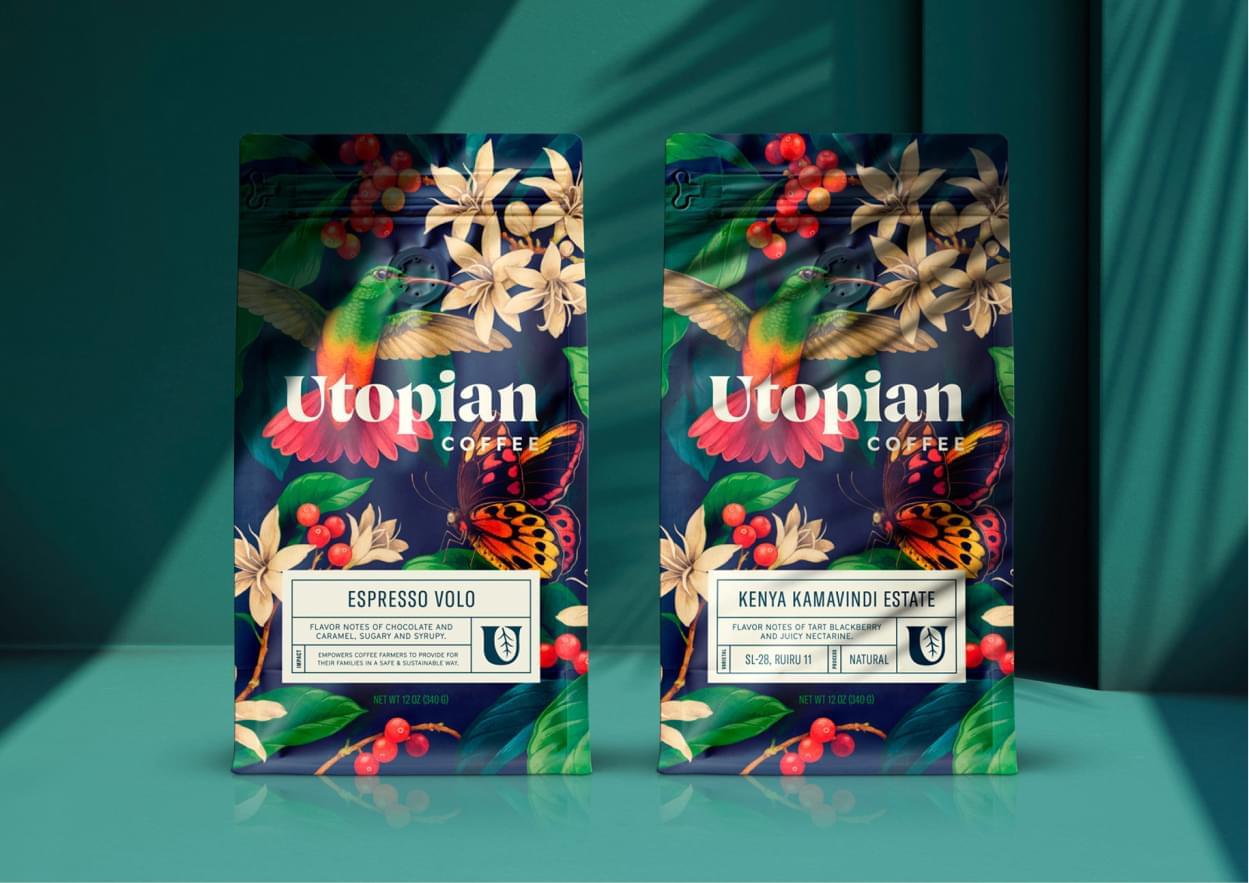 Utopian
COFFEE
ESPRESSO VOLO
FLAVOR NOTES OF CHOCOLATE AND
CARAMEL, SUGARY AND SYRUPY.
IMPACT
EMPOWERS COFFEE FARMERS TO PROVIDE FOR
THEIR FAMILIES IN A SAFE & SUSTAINABLE WAY.
U
NET WT 12 OZ (340 G)
Utopian
COFFEE
KENYA KAMAVINDI ESTATE
FLAVOR NOTES OF TART BLACKBERRY
AND JUICY NECTARINE.
VARIETAL
SL-28, RUIRU 11
PROCESS
NATURAL
U
NET WT 12 OZ (340 G)